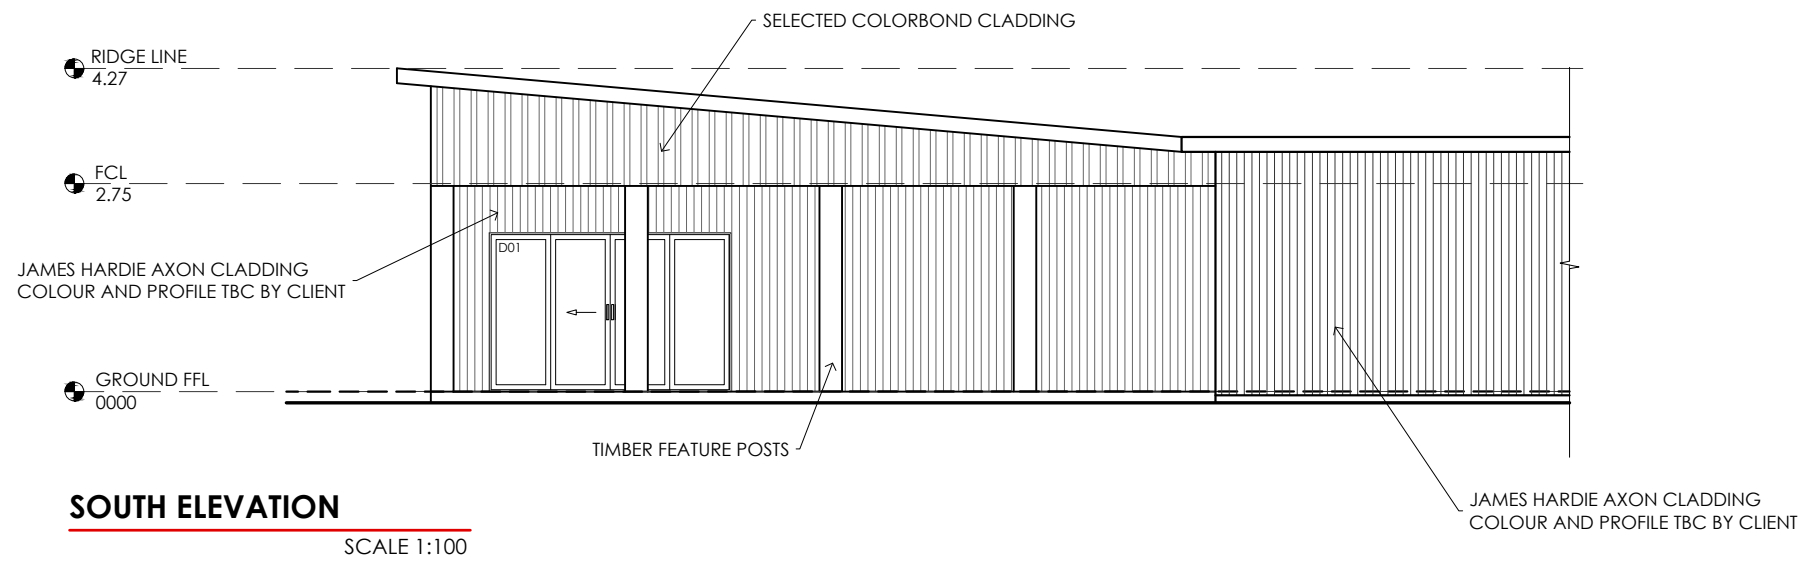 SELECTED COLORBOND CLADDING
RIDGE LINE
4.27
FCL
2.75
D01
JAMES HARDIE AXON CLADDING
COLOUR AND PROFILE TBC BY CLIENT
GROUND FFL
0000
TIMBER FEATURE POSTS
JAMES HARDIE AXON CLADDING
COLOUR AND PROFILE TBC BY CLIENT
SOUTH ELEVATION
SCALE 1:100